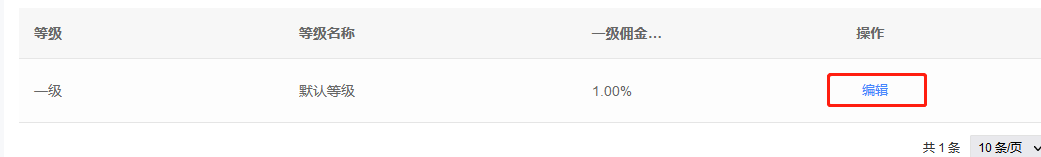 等级 等级名称 一级佣金... 操作
一级 默认等级 1.00% 编辑
共 1 条 10 条/页